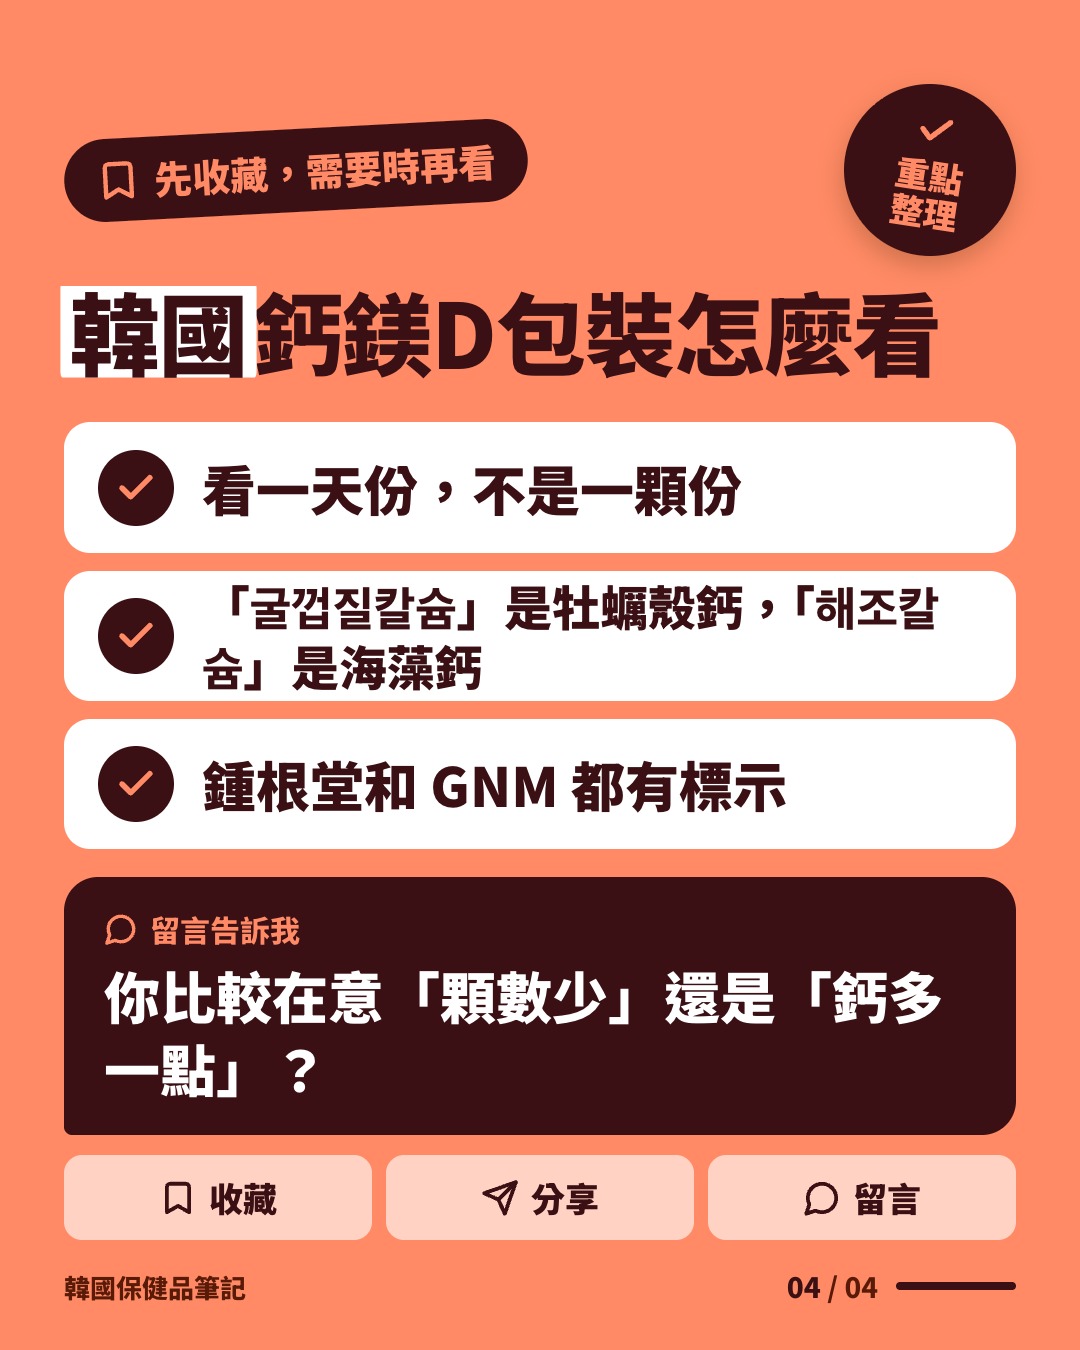 先收藏，需要時再看
重點
整理
韓國鈣鎂D包裝怎麼看
看一天份，不是一顆份
「굴껍질칼슘」是牡蠣殼鈣，「해조칼
슘」是海藻鈣
鍾根堂和 GNM 都有標示
留言告訴我
你比較在意「顆數少」還是「鈣多
一點」？
收藏
分享
留言
韓國保健品筆記
04 / 04